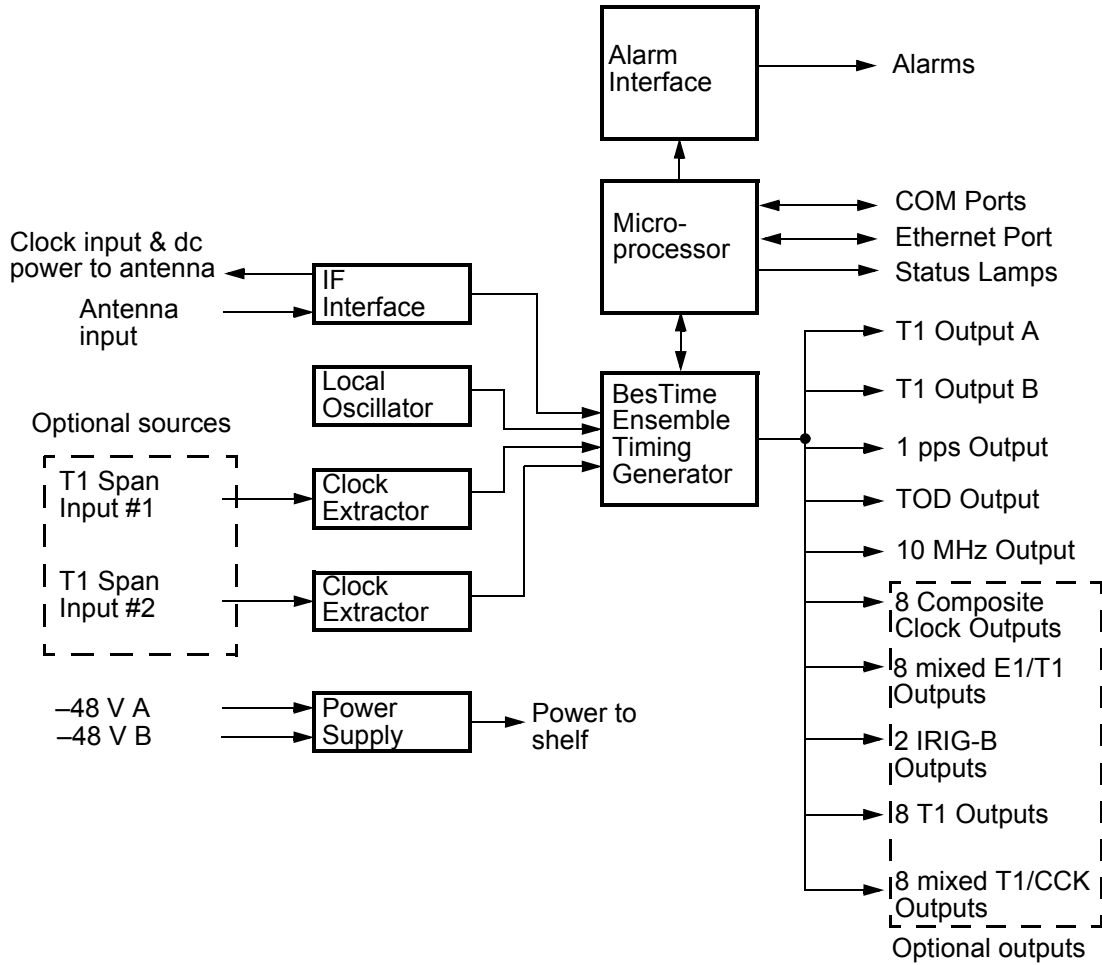 Alarm
Interface
Alarms
Micro-
processor
COM Ports
Ethernet Port
Status Lamps
Clock input & dc
power to antenna
Antenna
input
IF
Interface
Local
Oscillator
Optional sources
T1 Span
Input #1
Clock
Extractor
T1 Span
Input #2
Clock
Extractor
BesTime
Ensemble
Timing
Generator
–48 V A
–48 V B
Power
Supply
Power to
shelf
T1 Output A
T1 Output B
1 pps Output
TOD Output
10 MHz Output
8 Composite
Clock Outputs
8 mixed E1/T1
Outputs
2 IRIG-B
Outputs
8 T1 Outputs
8 mixed T1/CCK
Outputs
Optional outputs